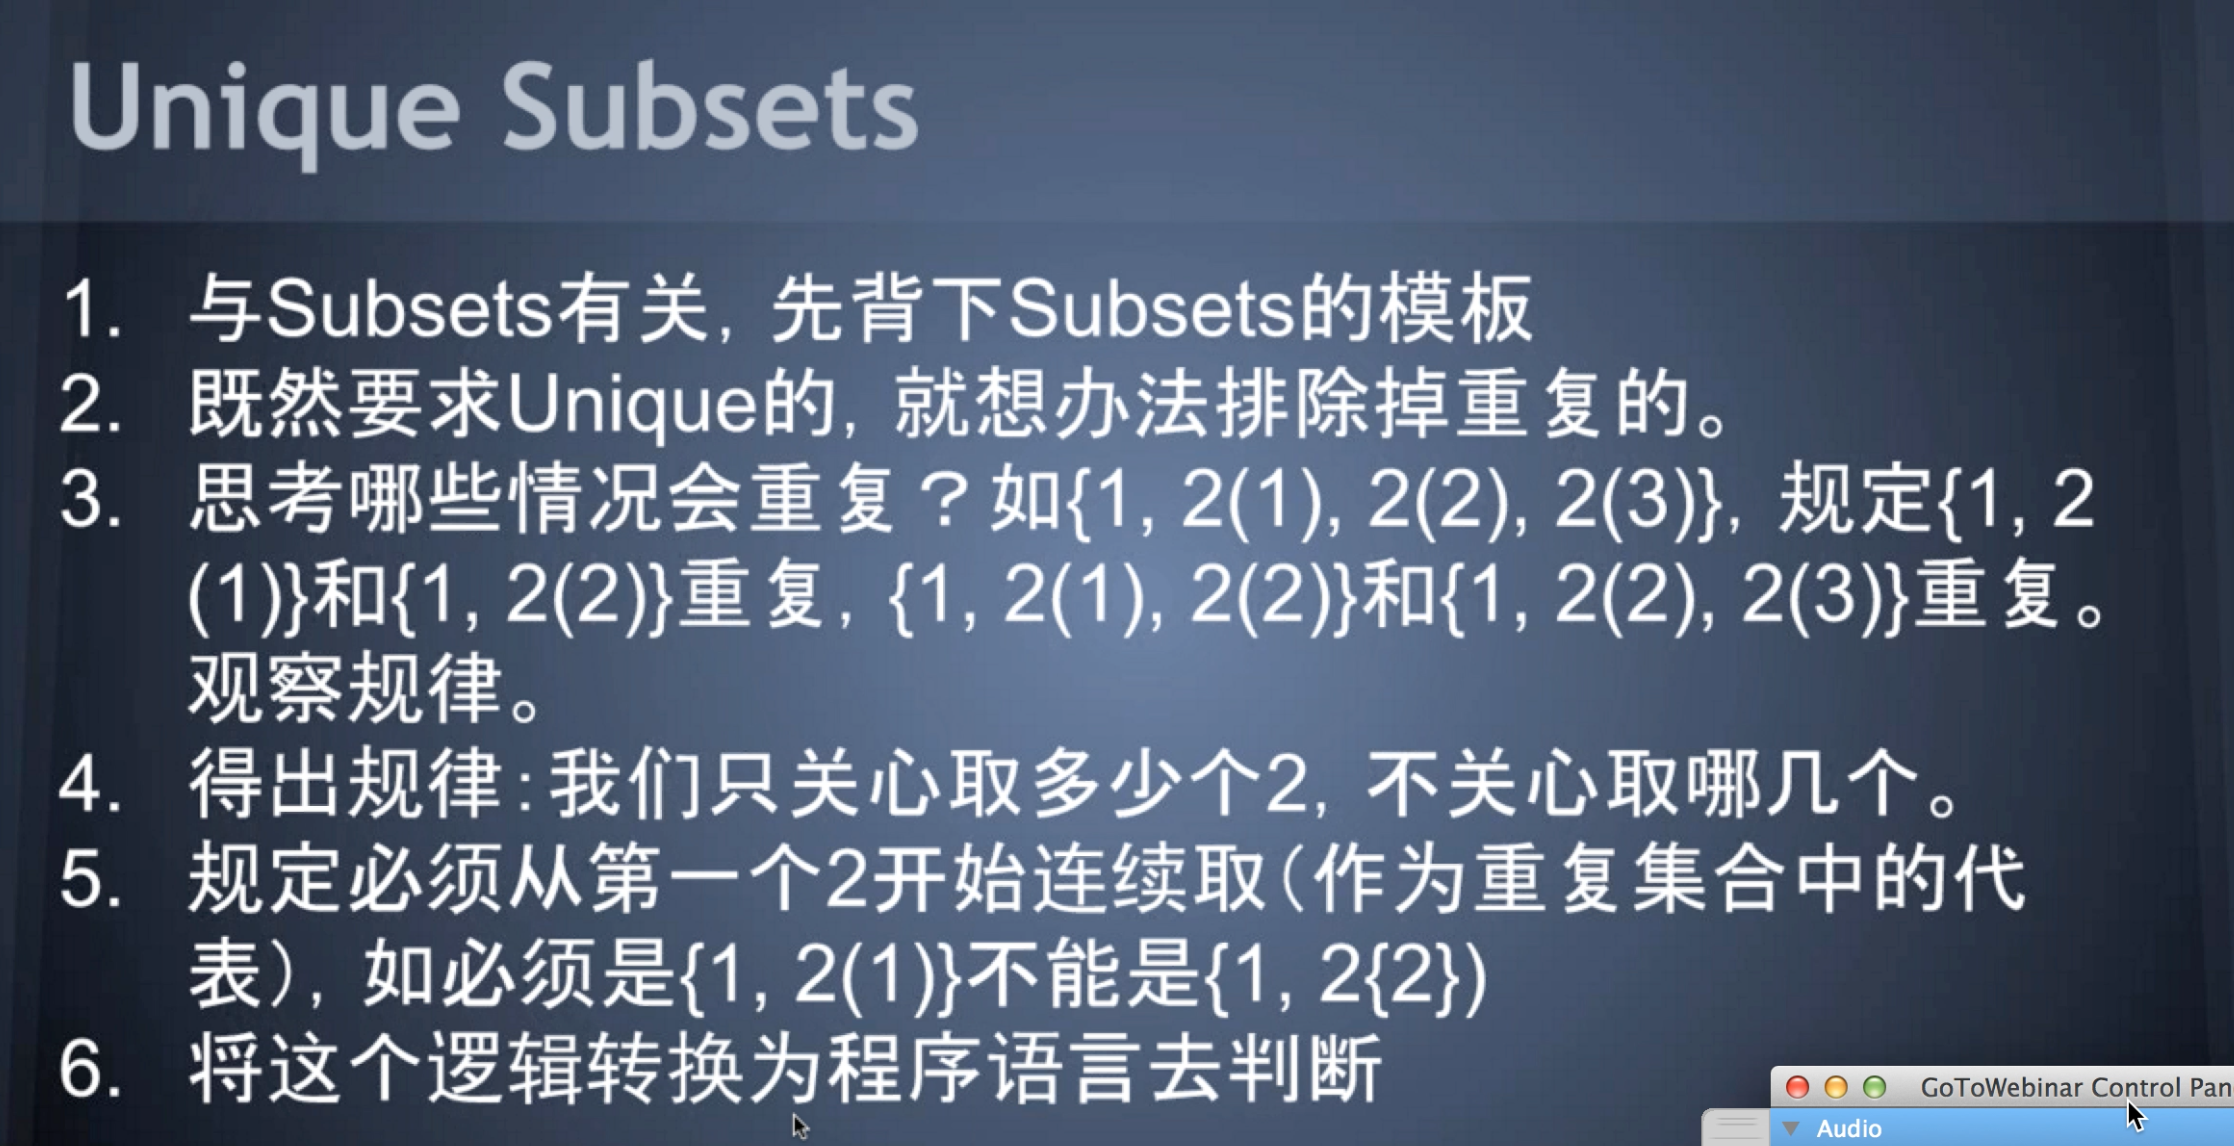 Unique Subsets
1. 与Subsets有关，先背下Subsets的模板
2. 既然要求Unique的，就想办法排除掉重复的。
3. 思考哪些情况会重复？如{1, 2(1), 2(2), 2(3)}，规定{1, 2
(1)}和{1, 2(2)}重复，{1, 2(1), 2(2)}和{1, 2(2), 2(3)}重复。
观察规律。
4. 得出规律：我们只关心取多少个2，不关心取哪几个。
5. 规定必须从第一个2开始连续取（作为重复集合中的代
表），如必须是{1, 2(1)}不能是{1, 2{2}）
6. 将这个逻辑转换为程序语言去判断
GoToWebinar Control Pan
Audio